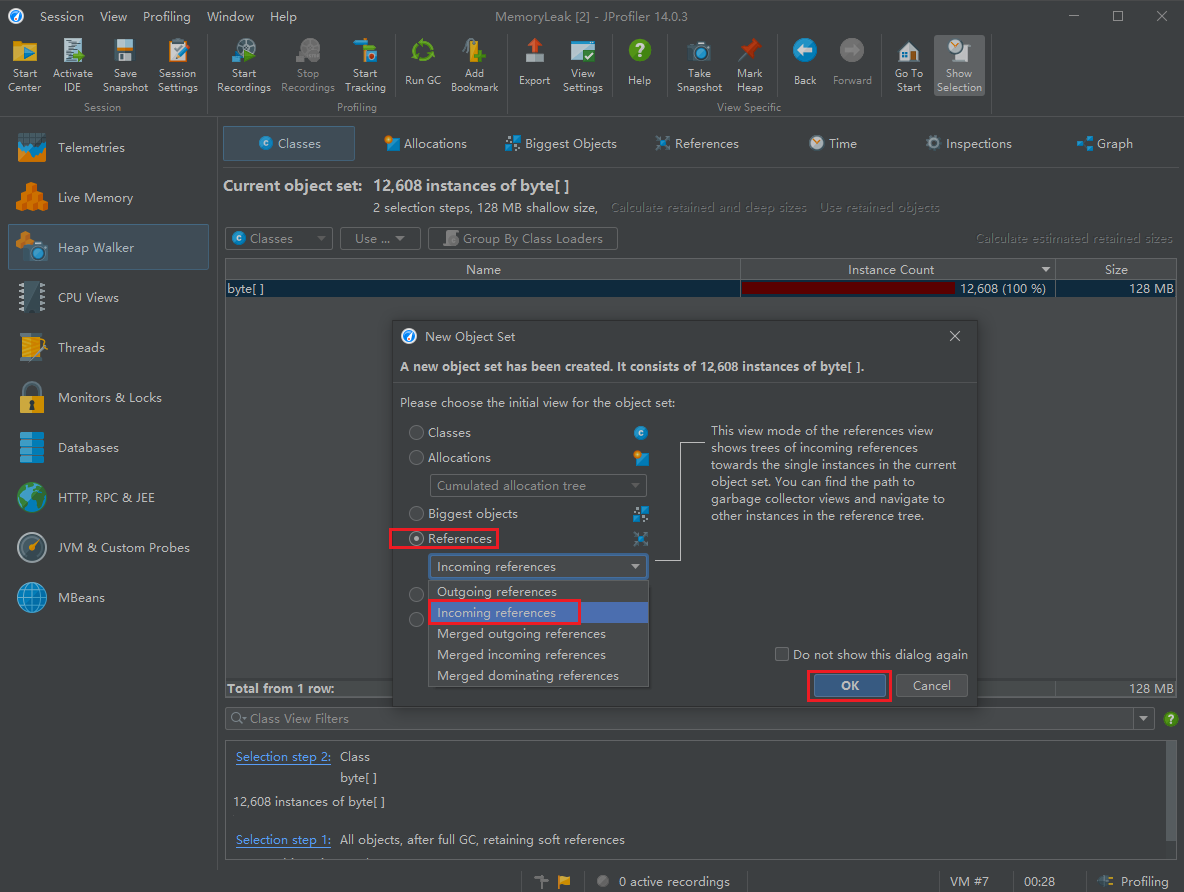 Session View Profiling Window Help MemoryLeak [2] - JProfiler 14.0.3
Start Center
Activate IDE
Save Snapshot
Session Settings
Start Recordings
Stop Recordings
Start Tracking
Run GC
Add Bookmark
Export
View Settings
Help
Take Snapshot
Mark Heap
Back
Forward
Go To Start
Show Selection
Session Profiling View Specific
Telemetries
Live Memory
Heap Walker
CPU Views
Threads
Monitors & Locks
Databases
HTTP, RPC & JEE
JVM & Custom Probes
MBeans
Classes Allocations Biggest Objects References Time Inspections Graph
Current object set: 12,608 instances of byte[ ]
2 selection steps, 128 MB shallow size, Calculate retained and deep sizes Use retained objects
Classes Use ... Group By Class Loaders Calculate estimated retained sizes
Name Instance Count Size
byte[ ] 12,608 (100 %) 128 MB
New Object Set
A new object set has been created. It consists of 12,608 instances of byte[ ].
Please choose the initial view for the object set:
Classes
Allocations
Cumulated allocation tree
Biggest objects
References
Incoming references
Outgoing references
Incoming references
Merged outgoing references
Merged incoming references
Merged dominating references
This view mode of the references view
shows trees of incoming references
towards the single instances in the current
object set. You can find the path to
garbage collector views and navigate to
other instances in the reference tree.
Do not show this dialog again
OK Cancel
Total from 1 row: 128 MB
Class View Filters
Selection step 2: Class
byte[ ]
12,608 instances of byte[ ]
Selection step 1: All objects, after full GC, retaining soft references
0 active recordings VM #7 00:28 Profiling